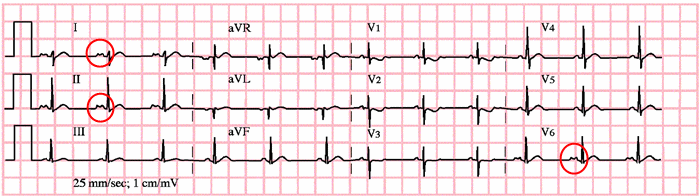 I aVR V1 V4
II aVL V2 V5
III aVF V3 V6
25 mm/sec; 1 cm/mV